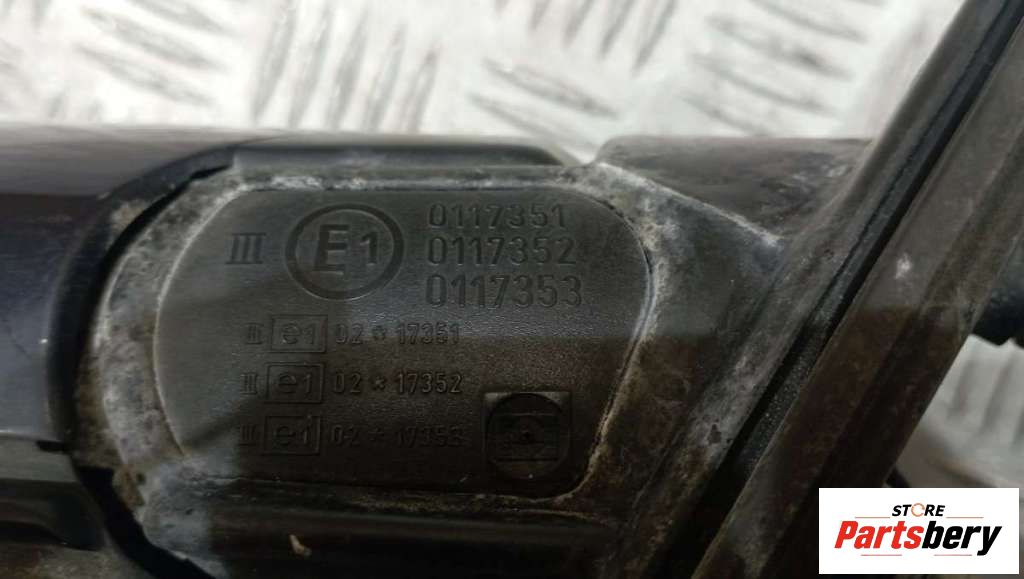 III E1 0117351
0117352
0117353
III e1 02*17351
III e1 02*17352
III e1 02*17353
STORE
Partsbery